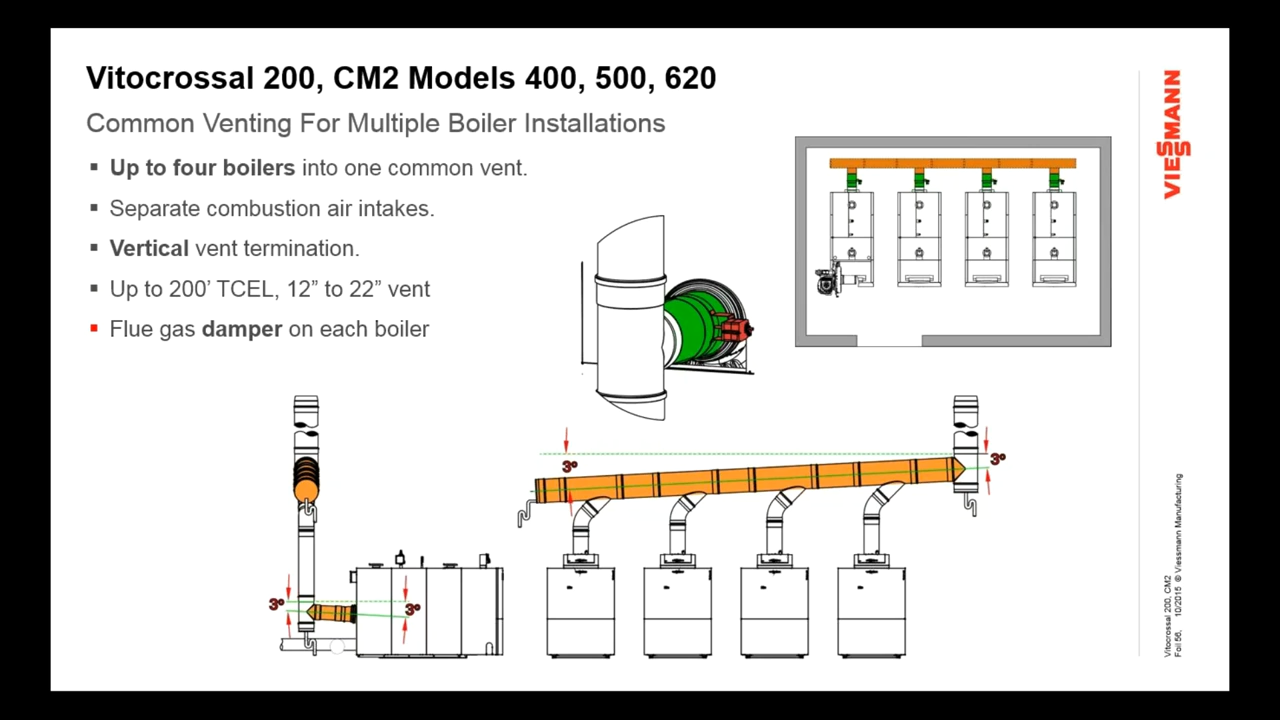 Vitocrossal 200, CM2 Models 400, 500, 620
Common Venting For Multiple Boiler Installations
▪ Up to four boilers into one common vent.
▪ Separate combustion air intakes.
▪ Vertical vent termination.
▪ Up to 200’ TCEL, 12” to 22” vent
▪ Flue gas damper on each boiler
VIESSMANN
3°
3°
3°
3°
Vitocrossal 200, CM2
Foil 56, 10/2015 © Viessmann Manufacturing